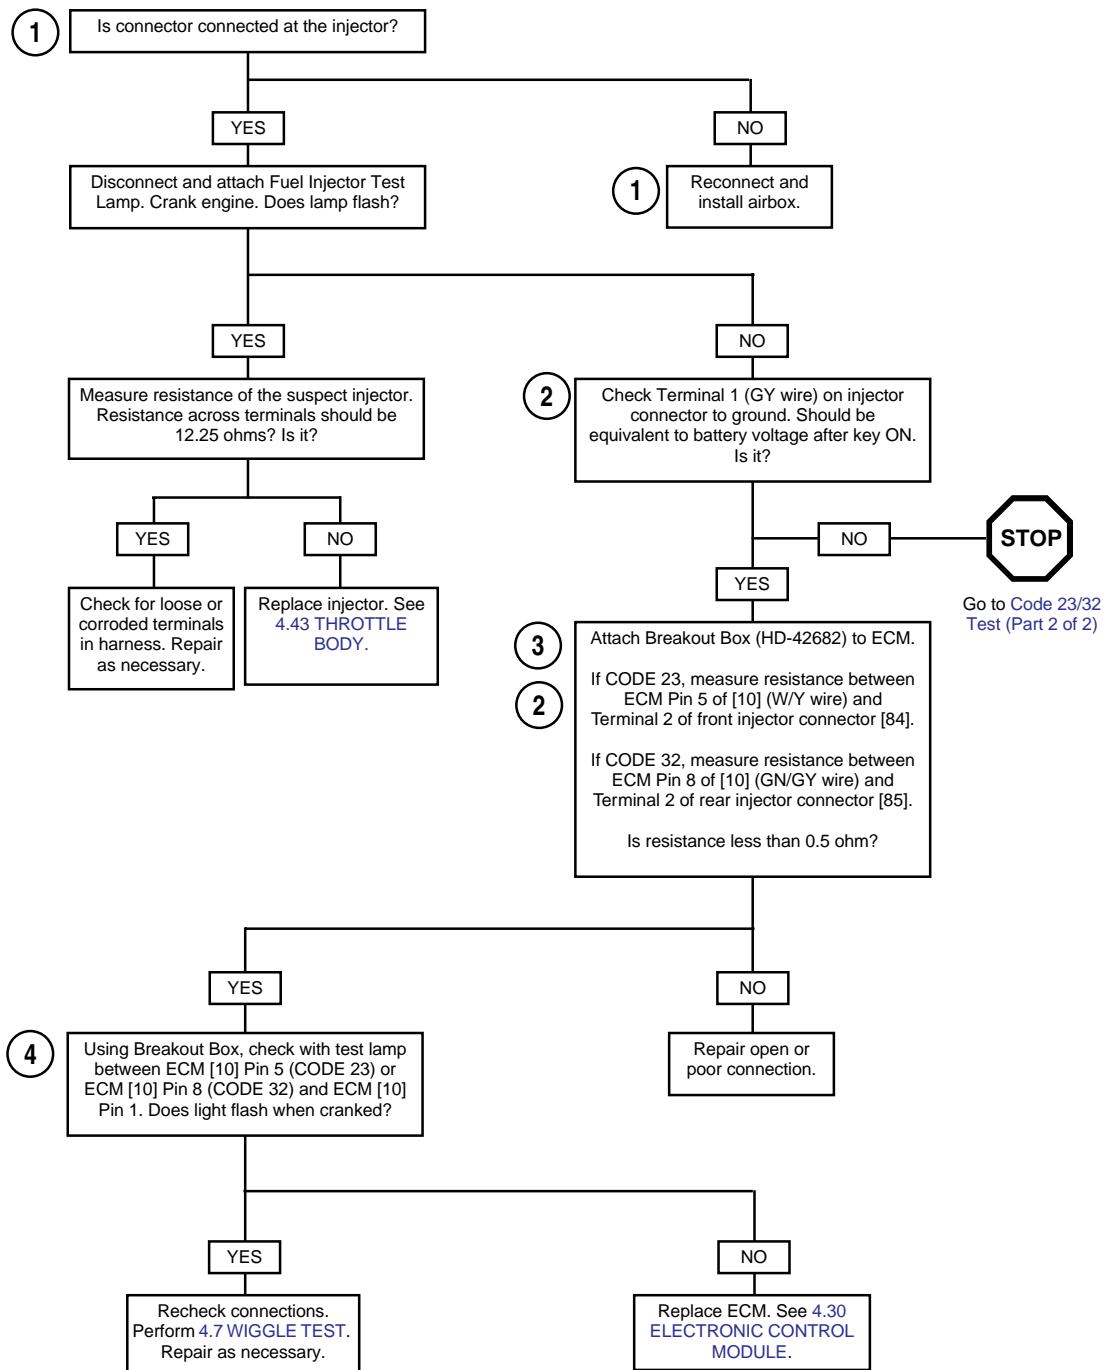 1
Is connector connected at the injector?
YES
NO
Disconnect and attach Fuel Injector Test
Lamp. Crank engine. Does lamp flash?
1
Reconnect and
install airbox.
YES
NO
Measure resistance of the suspect injector.
Resistance across terminals should be
12.25 ohms? Is it?
2
Check Terminal 1 (GY wire) on injector
connector to ground. Should be
equivalent to battery voltage after key ON.
Is it?
YES
NO
NO
STOP
YES
Check for loose or
corroded terminals
in harness. Repair
as necessary.
Replace injector. See
4.43 THROTTLE
BODY.
Go to Code 23/32
Test (Part 2 of 2)
3
2
Attach Breakout Box (HD-42682) to ECM.
If CODE 23, measure resistance between
ECM Pin 5 of [10] (W/Y wire) and
Terminal 2 of front injector connector [84].
If CODE 32, measure resistance between
ECM Pin 8 of [10] (GN/GY wire) and
Terminal 2 of rear injector connector [85].
Is resistance less than 0.5 ohm?
YES
NO
4
Using Breakout Box, check with test lamp
between ECM [10] Pin 5 (CODE 23) or
ECM [10] Pin 8 (CODE 32) and ECM [10]
Pin 1. Does light flash when cranked?
Repair open or
poor connection.
YES
NO
Recheck connections.
Perform 4.7 WIGGLE TEST.
Repair as necessary.
Replace ECM. See 4.30
ELECTRONIC CONTROL
MODULE.